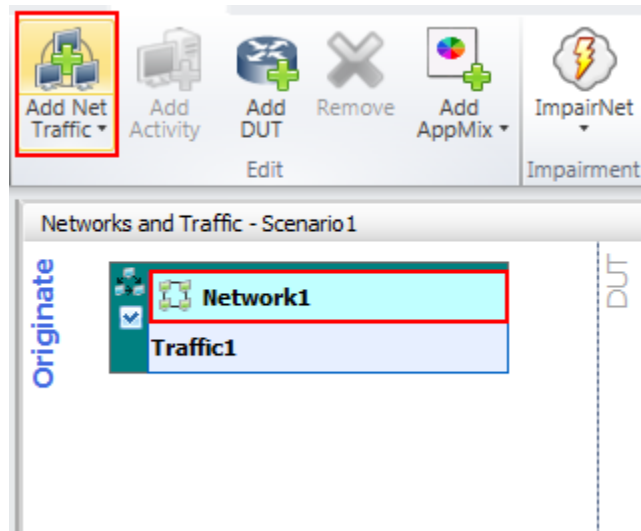 Add Net Traffic ▾
Add Activity
Add DUT
Remove
Add AppMix ▾
ImpairNet ▾
Edit
Impairment
Networks and Traffic - Scenario1
Originate
Network1
Traffic1
DUT